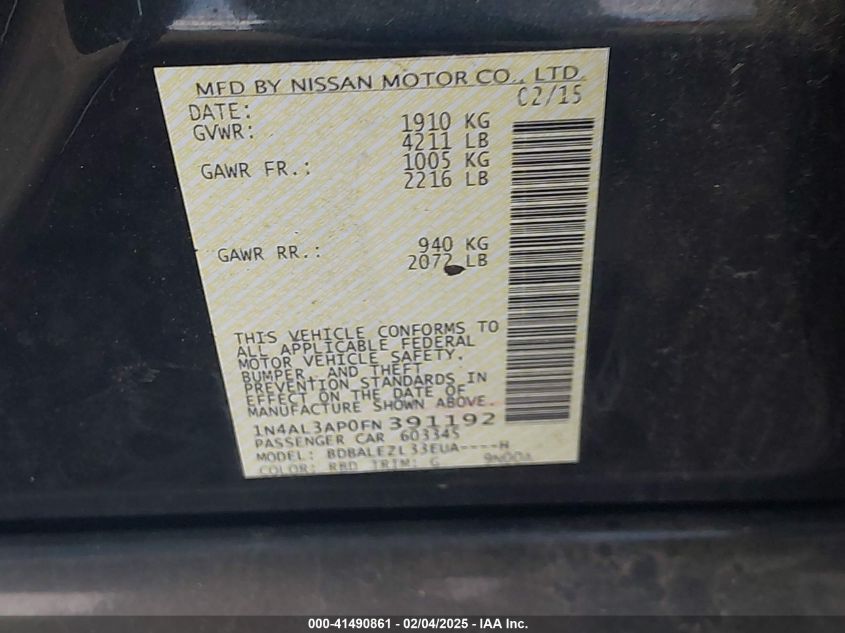 MFD BY NISSAN MOTOR CO., LTD.
DATE: 02/15
GVWR: 1910 KG
4211 LB
GAWR FR.: 1005 KG
2216 LB
GAWR RR.: 940 KG
2072 LB
THIS VEHICLE CONFORMS TO
ALL APPLICABLE FEDERAL
MOTOR VEHICLE SAFETY,
BUMPER, AND THEFT
PREVENTION STANDARDS IN
EFFECT ON THE DATE OF
MANUFACTURE SHOWN ABOVE.
1N4AL3AP0FN391192
PASSENGER CAR 603345
MODEL: BDBALEZL33EUA----H
COLOR: RBD TRIM: G
000-41490861 - 02/04/2025 - IAA Inc.